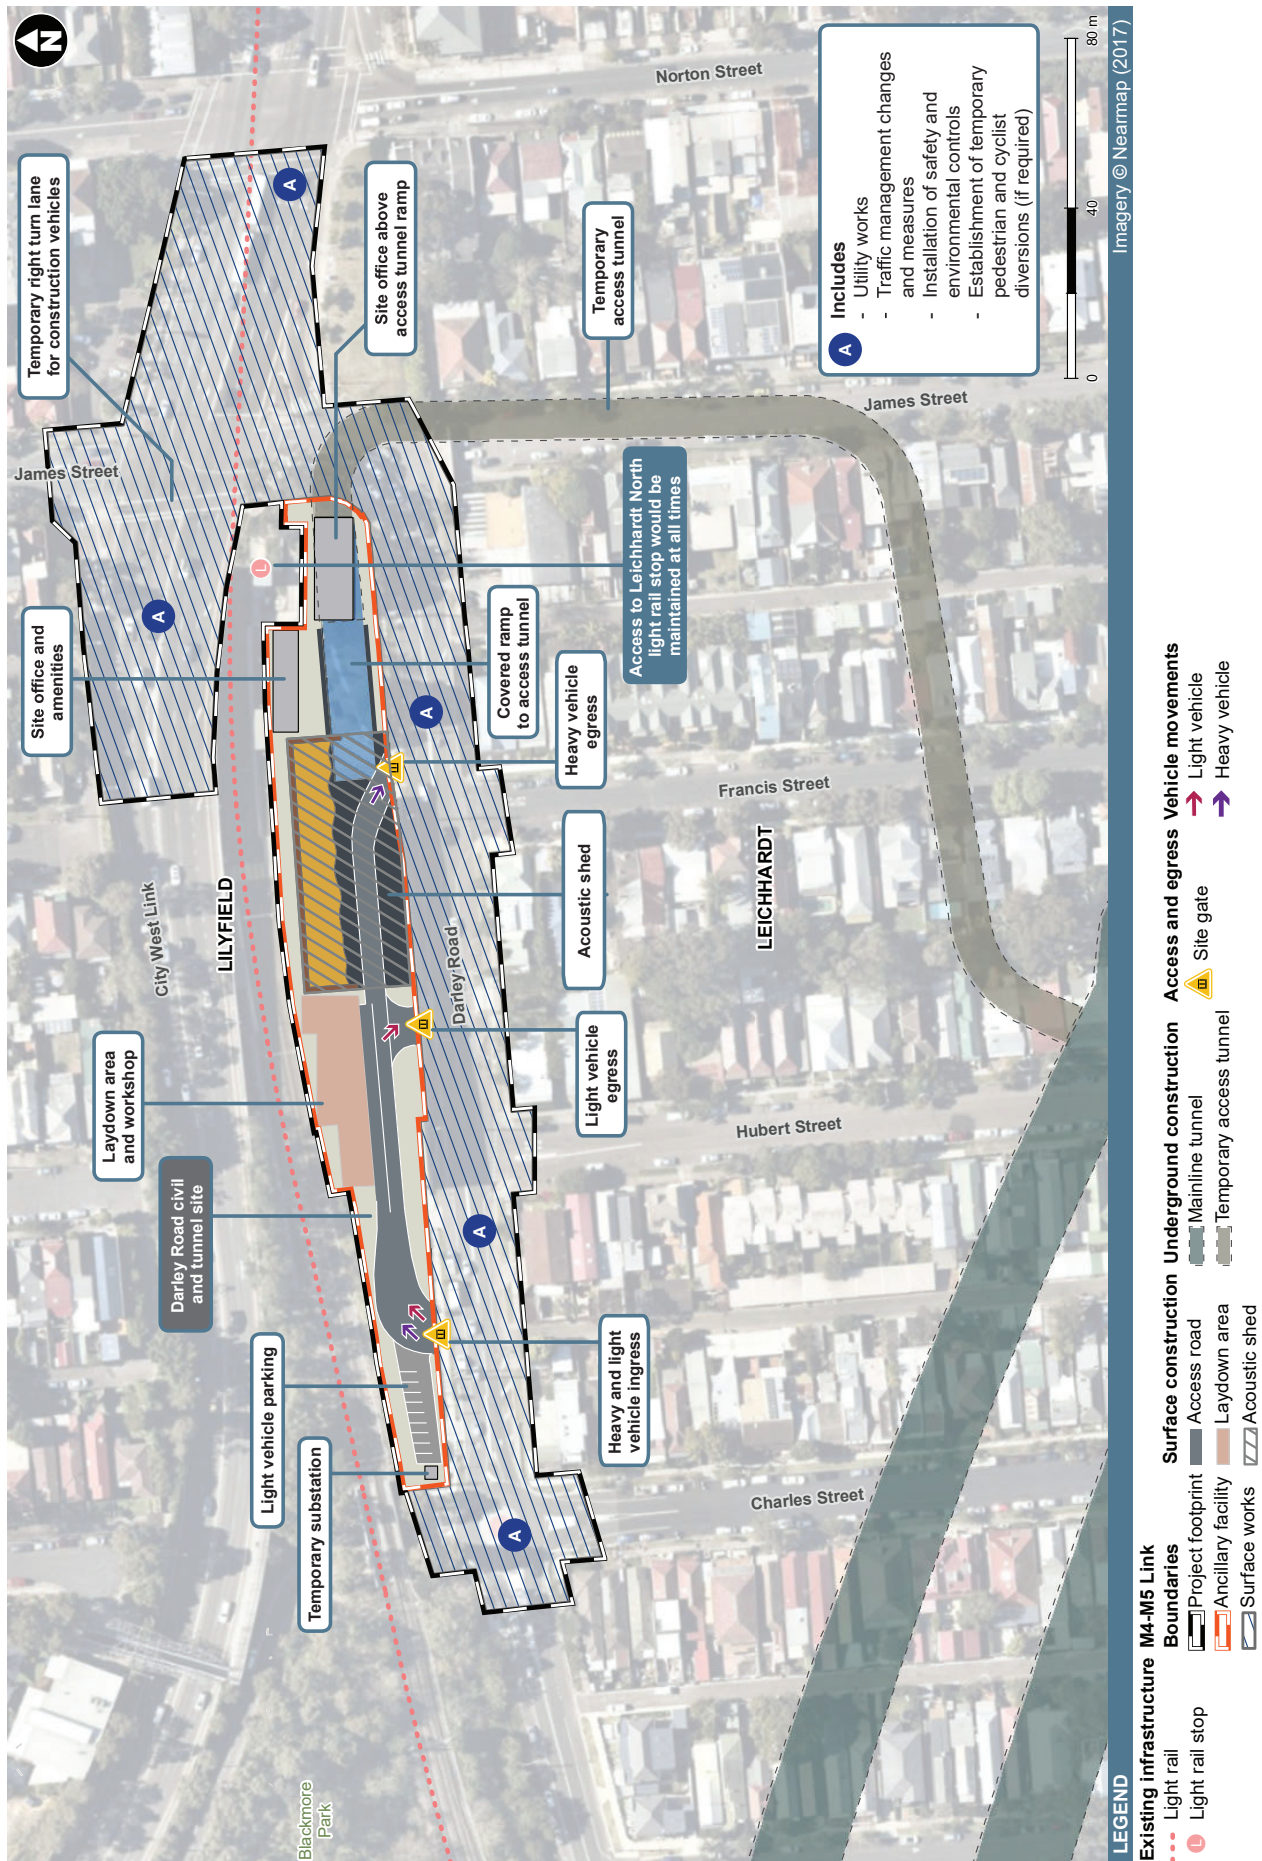 N
Temporary right turn lane
for construction vehicles
Site office above
access tunnel ramp
Temporary
access tunnel
Norton Street
A Includes
- Utility works
- Traffic management changes
and measures
- Installation of safety and
environmental controls
- Establishment of temporary
pedestrian and cyclist
diversions (if required)
0 40 80 m
Imagery © Nearmap (2017)
James Street
James Street
A
A
A
A
A
L
Site office and
amenities
Covered ramp
to access tunnel
Access to Leichhardt North
light rail stop would be
maintained at all times
Heavy vehicle
egress
Francis Street
City West Link
LILYFIELD
Acoustic shed
Darley Road
LEICHHARDT
Laydown area
and workshop
Light vehicle
egress
Hubert Street
Darley Road civil
and tunnel site
Light vehicle parking
Temporary substation
Heavy and light
vehicle ingress
Charles Street
Blackmore
Park
LEGEND
Existing infrastructure
Light rail
L Light rail stop
M4-M5 Link
Boundaries
Project footprint
Ancillary facility
Surface works
Surface construction
Access road
Laydown area
Acoustic shed
Underground construction
Mainline tunnel
Temporary access tunnel
Access and egress
Site gate
Vehicle movements
Light vehicle
Heavy vehicle